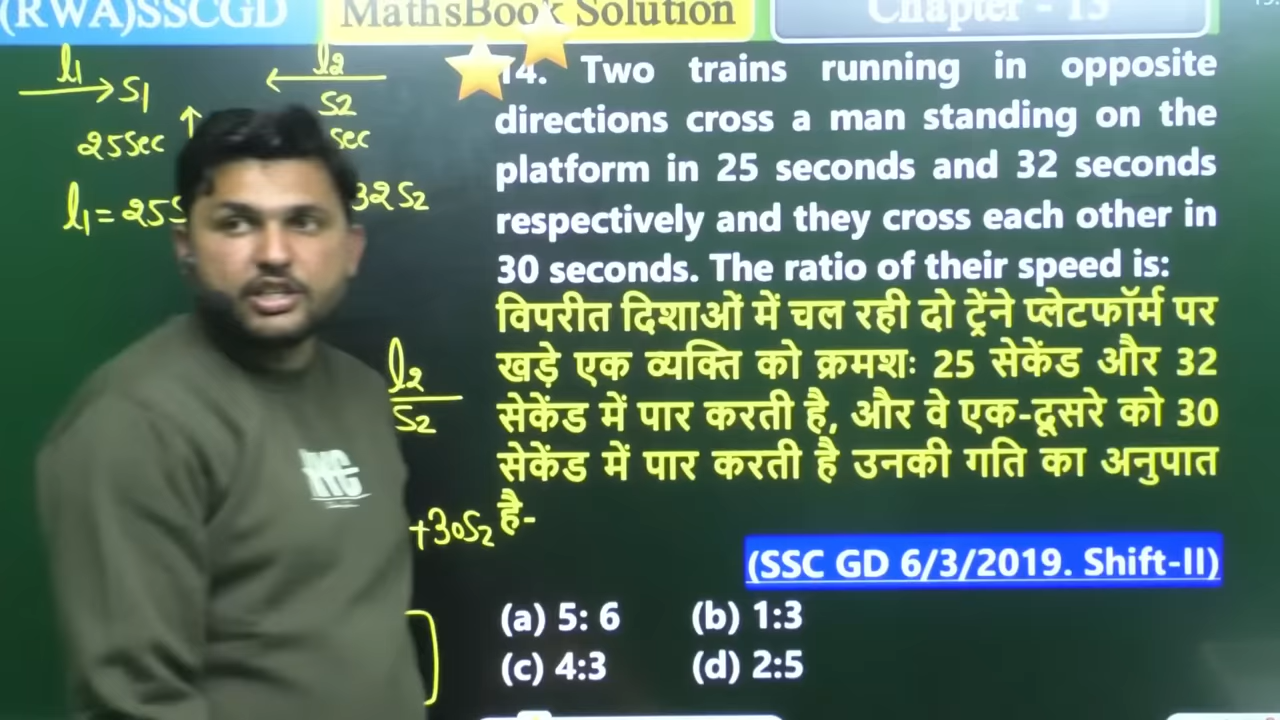 (RWA)SSCGD
MathsBook Solution
Chapter - 13
l1
S1
l2
S2
25sec
sec
l1 = 25S
32S2
14. Two trains running in opposite
directions cross a man standing on the
platform in 25 seconds and 32 seconds
respectively and they cross each other in
30 seconds. The ratio of their speed is:
विपरीत दिशाओं में चल रही दो ट्रेंने प्लेटफॉर्म पर
खड़े एक व्यक्ति को क्रमशः 25 सेकेंड और 32
सेकेंड में पार करती है, और वे एक-दूसरे को 30
सेकेंड में पार करती है उनकी गति का अनुपात
है-
l2
S2
+30S2
(SSC GD 6/3/2019. Shift-II)
(a) 5: 6 (b) 1:3
(c) 4:3 (d) 2:5